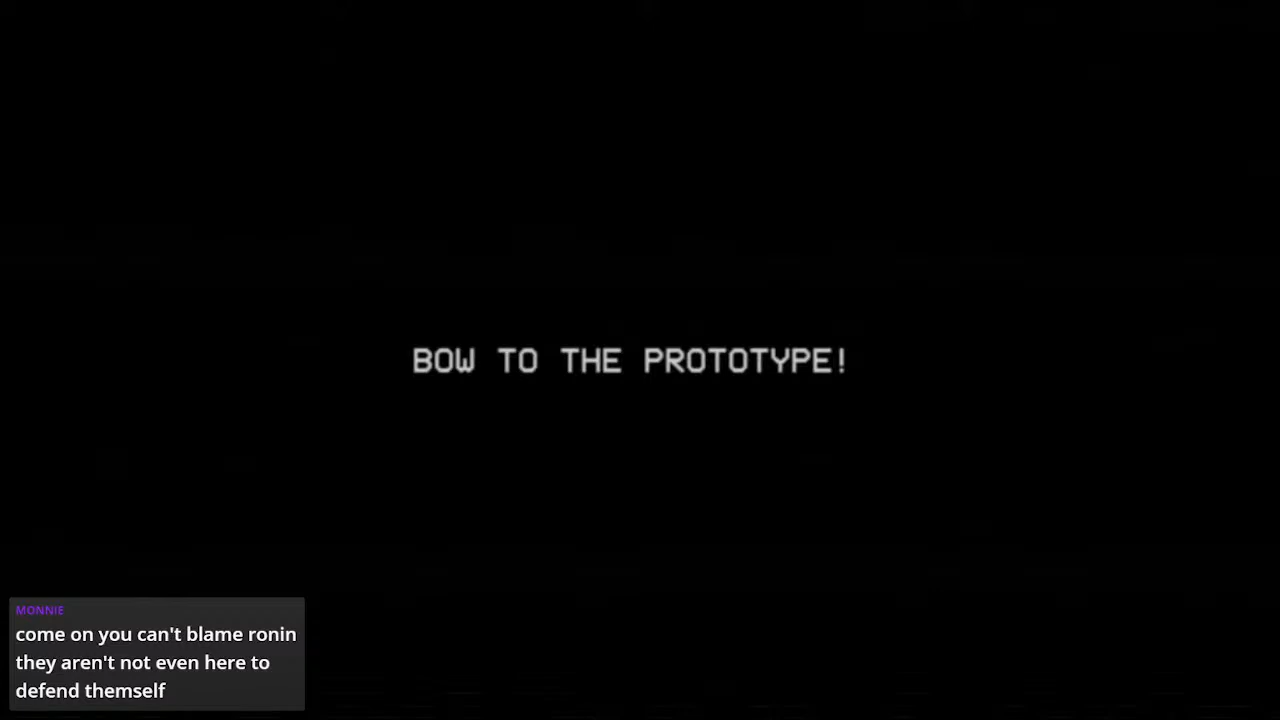 BOW TO THE PROTOTYPE!
MONNIE
come on you can't blame ronin
they aren't not even here to
defend themself